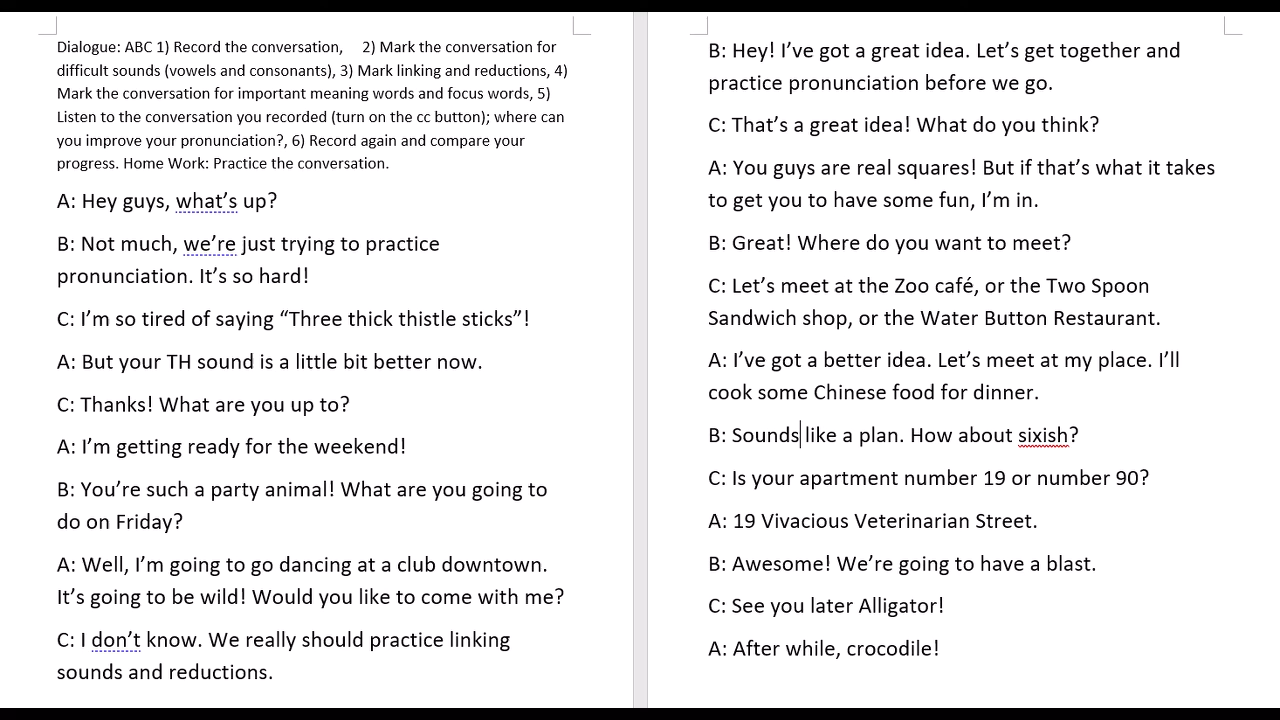 Dialogue: ABC 1) Record the conversation,    2) Mark the conversation for
difficult sounds (vowels and consonants), 3) Mark linking and reductions, 4)
Mark the conversation for important meaning words and focus words, 5)
Listen to the conversation you recorded (turn on the cc button); where can
you improve your pronunciation?, 6) Record again and compare your
progress. Home Work: Practice the conversation.
A: Hey guys, what’s up?
B: Not much, we’re just trying to practice
pronunciation. It’s so hard!
C: I’m so tired of saying “Three thick thistle sticks”!
A: But your TH sound is a little bit better now.
C: Thanks! What are you up to?
A: I’m getting ready for the weekend!
B: You’re such a party animal! What are you going to
do on Friday?
A: Well, I’m going to go dancing at a club downtown.
It’s going to be wild! Would you like to come with me?
C: I don’t know. We really should practice linking
sounds and reductions.
B: Hey! I’ve got a great idea. Let’s get together and
practice pronunciation before we go.
C: That’s a great idea! What do you think?
A: You guys are real squares! But if that’s what it takes
to get you to have some fun, I’m in.
B: Great! Where do you want to meet?
C: Let’s meet at the Zoo café, or the Two Spoon
Sandwich shop, or the Water Button Restaurant.
A: I’ve got a better idea. Let’s meet at my place. I’ll
cook some Chinese food for dinner.
B: Sounds like a plan. How about sixish?
C: Is your apartment number 19 or number 90?
A: 19 Vivacious Veterinarian Street.
B: Awesome! We’re going to have a blast.
C: See you later Alligator!
A: After while, crocodile!